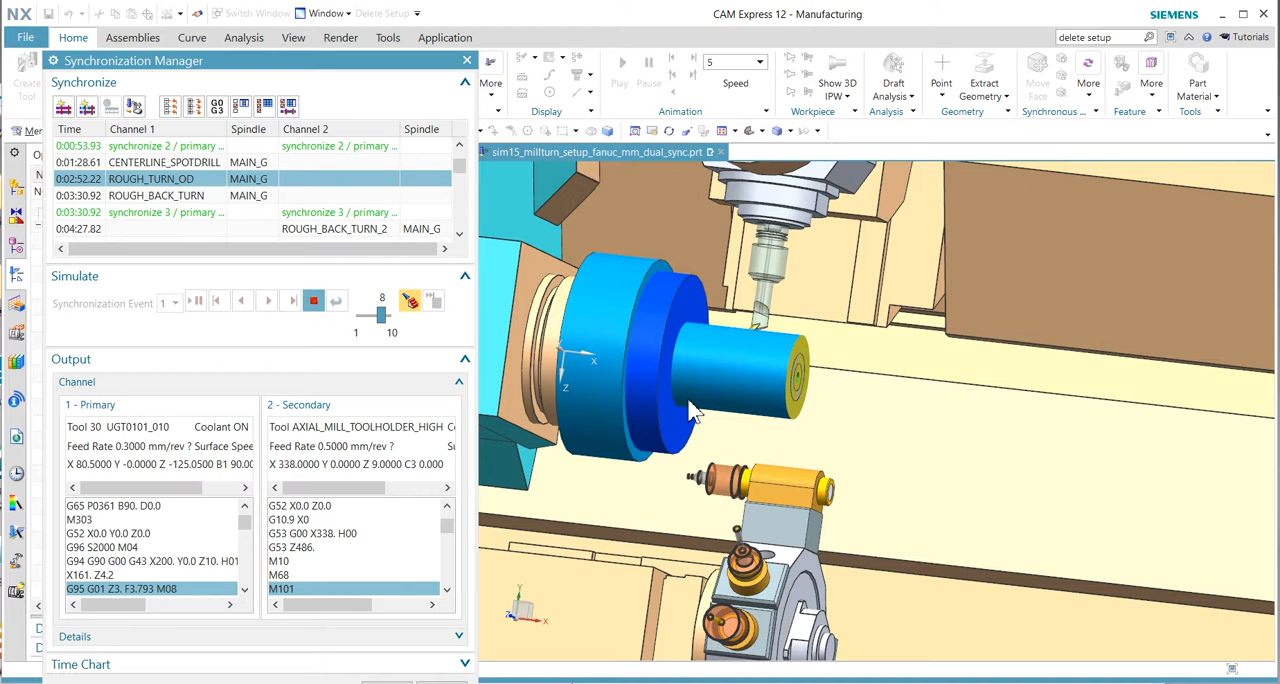 NX Switch Window Window Delete Setup CAM Express 12 - Manufacturing SIEMENS
File Home Assemblies Curve Analysis View Render Tools Application delete setup Tutorials
Synchronization Manager
Synchronize
Time Channel 1 Spindle Channel 2 Spindle
0:00:53.93 synchronize 2 / primary ... synchronize 2 / primary ...
0:01:28.61 CENTERLINE_SPOTDRILL MAIN_G
0:02:52.22 ROUGH_TURN_OD MAIN_G
0:03:30.92 ROUGH_BACK_TURN MAIN_G
0:03:30.92 synchronize 3 / primary ... synchronize 3 / primary ...
0:04:27.82 ROUGH_BACK_TURN_2 MAIN_G
Simulate
Synchronization Event 1 8
1 10
Output
Channel
1 - Primary
Tool 30 UGT0101_010 Coolant ON
Feed Rate 0.3000 mm/rev ? Surface Speed
X 80.5000 Y -0.0000 Z -125.0500 B1 90.00
G65 P0361 B90. D0.0
M303
G52 X0.0 Y0.0 Z0.0
G96 S2000 M04
G94 G90 G00 G43 X200. Y0.0 Z10. H01
X161. Z4.2
G95 G01 Z3. F3.793 M08
2 - Secondary
Tool AXIAL_MILL_TOOLHOLDER_HIGH Co
Feed Rate 0.5000 mm/rev ? Surface Speed
X 338.0000 Y 0.0000 Z 9.0000 C3 0.000
G52 X0.0 Z0.0
G10.9 X0
G53 G00 X338. H00
G53 Z486.
M10
M68
M101
Details
Time Chart
More
Display
5
Speed
Animation
Show 3D
IPW
Workpiece
Draft
Analysis
Analysis
Point
Extract
Geometry
Geometry
Move
Face
More
Synchronous ...
More
Feature
Part
Material
Tools
sim15_millturn_setup_fanuc_mm_dual_sync.prt
X
Z